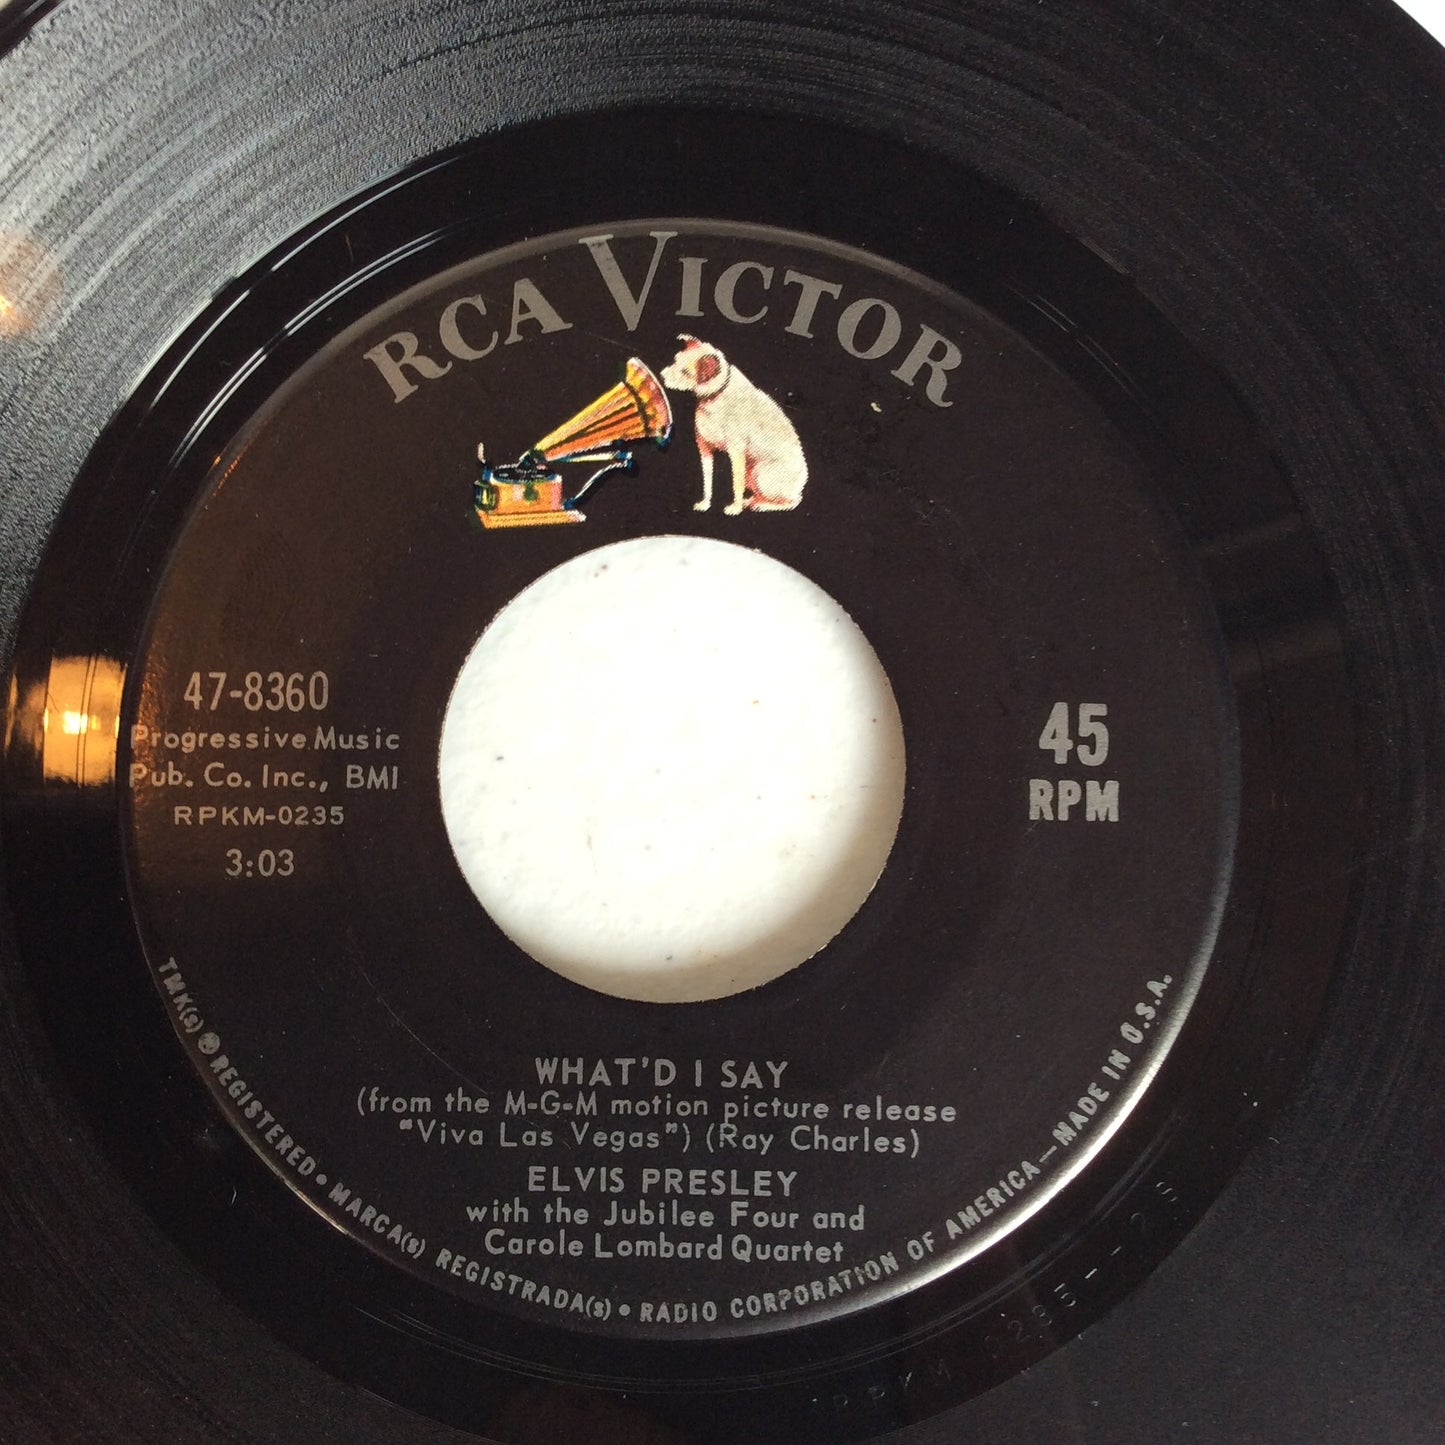 RCA VICTOR
47-8360
Progressive Music
Pub. Co. Inc., BMI
RPKM-0235
3:03
45
RPM
WHAT'D I SAY
(from the M-G-M motion picture release
"Viva Las Vegas") (Ray Charles)
ELVIS PRESLEY
with the Jubilee Four and
Carole Lombard Quartet
TMK(s) ® REGISTERED • MARCA(s) REGISTRADA(s) • RADIO CORPORATION OF AMERICA — MADE IN U.S.A.